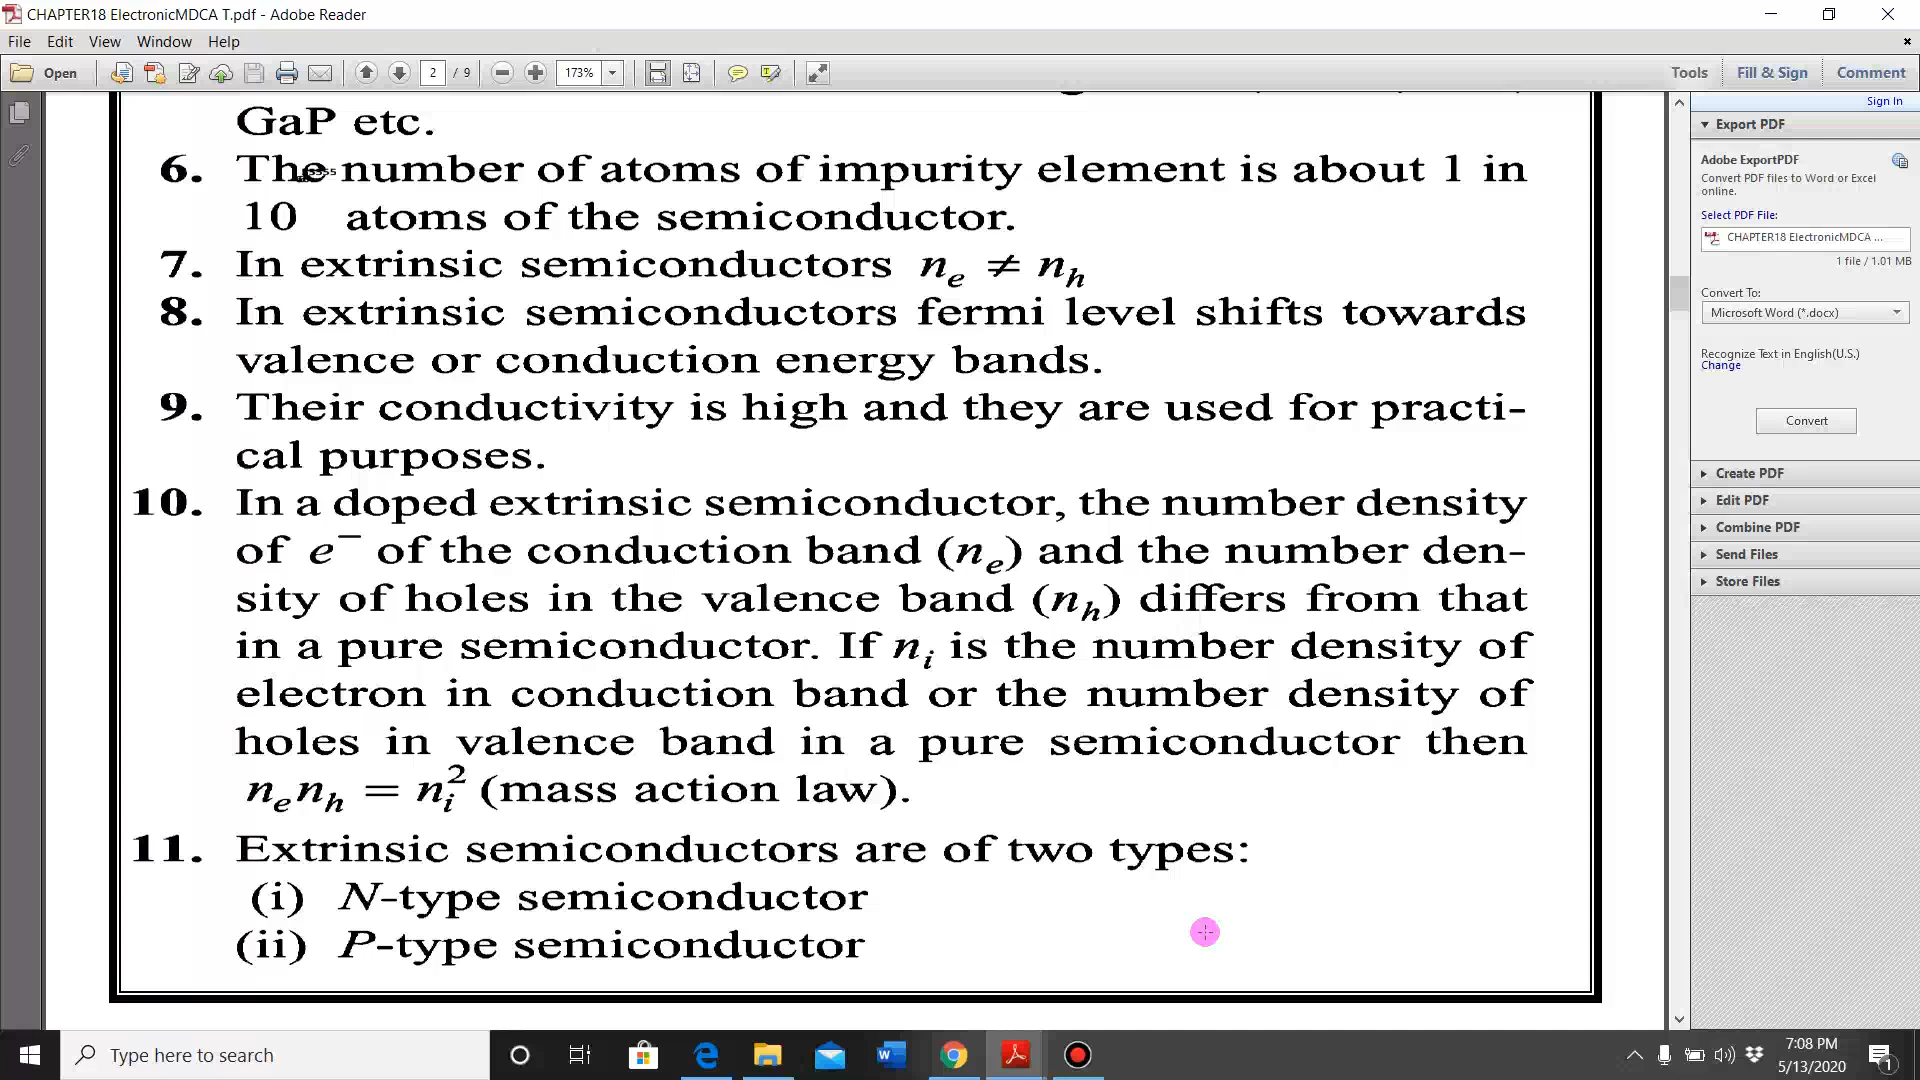 CHAPTER18 ElectronicMDCA T.pdf - Adobe Reader
File Edit View Window Help
Open 2 / 9 173% Tools Fill & Sign Comment
GaP etc.
6. The number of atoms of impurity element is about 1 in
10 atoms of the semiconductor.
7. In extrinsic semiconductors nₑ ≠ nₕ
8. In extrinsic semiconductors fermi level shifts towards
valence or conduction energy bands.
9. Their conductivity is high and they are used for practi-
cal purposes.
10. In a doped extrinsic semiconductor, the number density
of e⁻ of the conduction band (nₑ) and the number den-
sity of holes in the valence band (nₕ) differs from that
in a pure semiconductor. If nᵢ is the number density of
electron in conduction band or the number density of
holes in valence band in a pure semiconductor then
nₑnₕ = nᵢ² (mass action law).
11. Extrinsic semiconductors are of two types:
(i) N-type semiconductor
(ii) P-type semiconductor
Sign In
Export PDF
Adobe ExportPDF
Convert PDF files to Word or Excel
online.
Select PDF File:
CHAPTER18 ElectronicMDCA ...
1 file / 1.01 MB
Convert To:
Microsoft Word (*.docx)
Recognize Text in English(U.S.)
Change
Convert
Create PDF
Edit PDF
Combine PDF
Send Files
Store Files
Type here to search
7:08 PM
5/13/2020
1